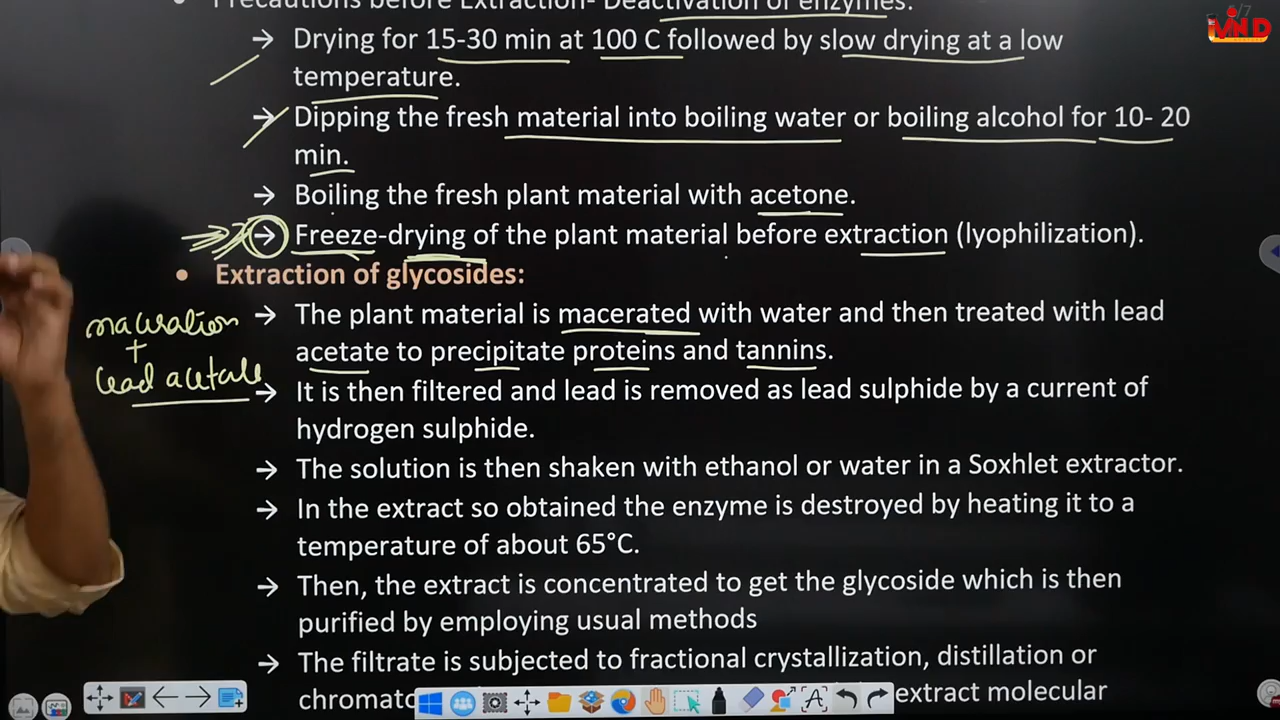 Precautions before Extraction- Deactivation of enzymes:
→ Drying for 15-30 min at 100 C followed by slow drying at a low
temperature.
→ Dipping the fresh material into boiling water or boiling alcohol for 10- 20
min.
→ Boiling the fresh plant material with acetone.
→ Freeze-drying of the plant material before extraction (lyophilization).
• Extraction of glycosides:
→ The plant material is macerated with water and then treated with lead
acetate to precipitate proteins and tannins.
maceration
+
lead acetate
→ It is then filtered and lead is removed as lead sulphide by a current of
hydrogen sulphide.
→ The solution is then shaken with ethanol or water in a Soxhlet extractor.
→ In the extract so obtained the enzyme is destroyed by heating it to a
temperature of about 65°C.
→ Then, the extract is concentrated to get the glycoside which is then
purified by employing usual methods
→ The filtrate is subjected to fractional crystallization, distillation or
extract molecular